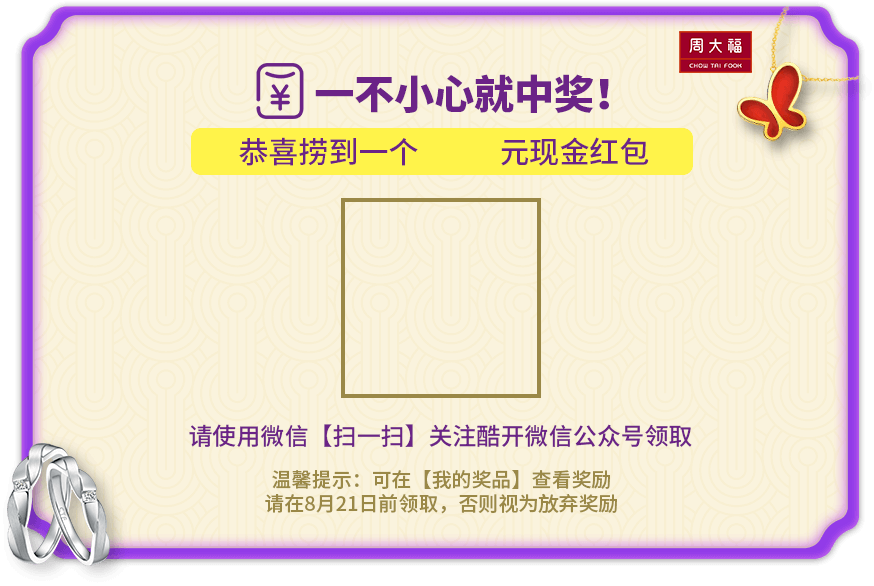 周大福
CHOW TAI FOOK
¥
一不小心就中奖!
恭喜捞到一个 元现金红包
请使用微信【扫一扫】关注酷开微信公众号领取
温馨提示：可在【我的奖品】查看奖励
请在8月21日前领取，否则视为放弃奖励